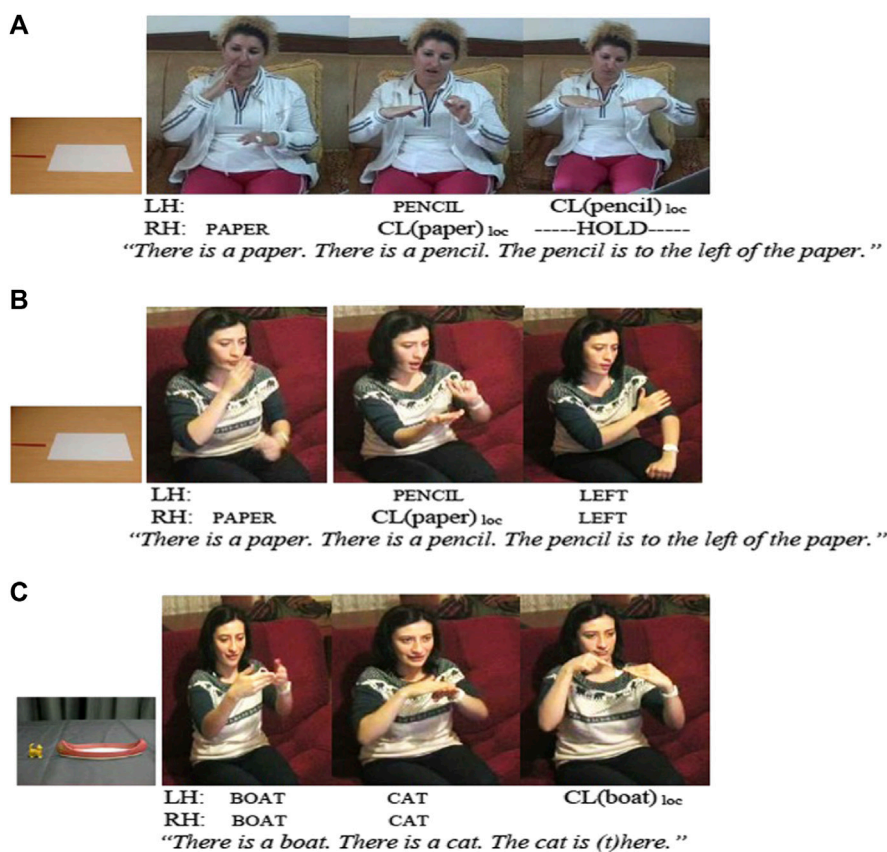 A
LH: PENCIL CL(pencil) loc
RH: PAPER CL(paper) loc -----HOLD-----
“There is a paper. There is a pencil. The pencil is to the left of the paper.”
B
LH: PENCIL LEFT
RH: PAPER CL(paper) loc LEFT
“There is a paper. There is a pencil. The pencil is to the left of the paper.”
C
LH: BOAT CAT CL(boat) loc
RH: BOAT CAT
“There is a boat. There is a cat. The cat is (t)here.”